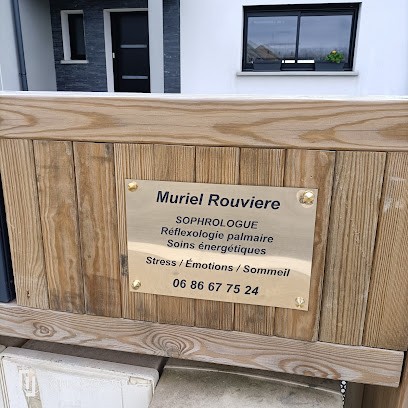 Muriel Rouviere
SOPHROLOGUE
Réflexologie palmaire
Soins énergétiques
Stress / Émotions / Sommeil
06 86 67 75 24